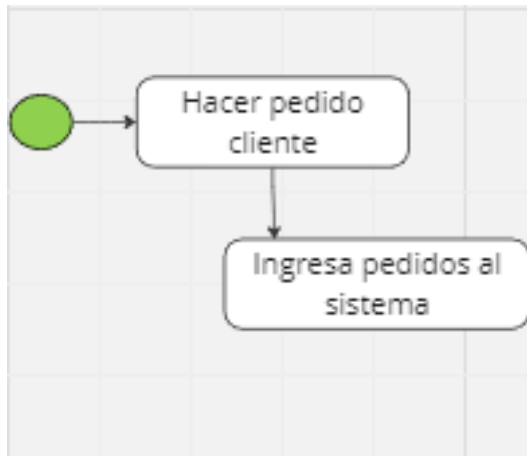 Hacer pedido
cliente
Ingresa pedidos al
sistema